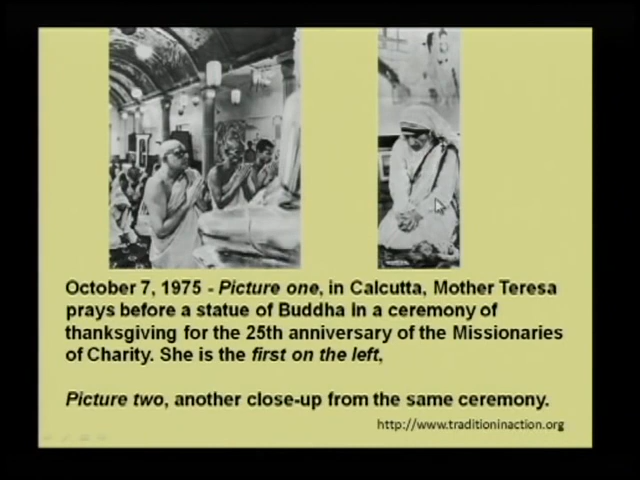 October 7, 1975 - Picture one, in Calcutta, Mother Teresa
prays before a statue of Buddha in a ceremony of
thanksgiving for the 25th anniversary of the Missionaries
of Charity. She is the first on the left,
Picture two, another close-up from the same ceremony.
http://www.traditioninaction.org